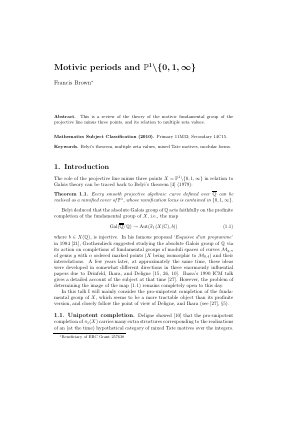 Motivic periods and ℙ¹\{0, 1, ∞}
Francis Brown*
Abstract. This is a review of the theory of the motivic fundamental group of the
projective line minus three points, and its relation to multiple zeta values.
Mathematics Subject Classification (2010). Primary 11M32; Secondary 14C15.
Keywords. Belyi's theorem, multiple zeta values, mixed Tate motives, modular forms.
1. Introduction
The role of the projective line minus three points X = ℙ¹\{0, 1, ∞} in relation to
Galois theory can be traced back to Belyi's theorem [4] (1979):
Theorem 1.1. Every smooth projective algebraic curve defined over ℚ̅ can be
realised as a ramified cover of ℙ¹, whose ramification locus is contained in {0, 1, ∞}.
Belyi deduced that the absolute Galois group of ℚ acts faithfully on the profinite
completion of the fundamental group of X, i.e., the map
Gal(ℚ̅/ℚ) → Aut(π̂₁(X(ℂ), b)) (1.1)
where b ∈ X(ℚ), is injective. In his famous proposal 'Esquisse d'un programme'
in 1984 [21], Grothendieck suggested studying the absolute Galois group of ℚ via
its action on completions of fundamental groups of moduli spaces of curves ℳg,n
of genus g with n ordered marked points (X being isomorphic to ℳ0,4) and their
interrelations. A few years later, at approximately the same time, these ideas
were developed in somewhat different directions in three enormously influential
papers due to Drinfeld, Ihara, and Deligne [15, 26, 10]. Ihara's 1990 ICM talk
gives a detailed account of the subject at that time [27]. However, the problem of
determining the image of the map (1.1) remains completely open to this day.
In this talk I will mainly consider the pro-unipotent completion of the funda-
mental group of X, which seems to be a more tractable object than its profinite
version, and closely follow the point of view of Deligne, and Ihara (see [27], §5).
1.1. Unipotent completion. Deligne showed [10] that the pro-unipotent
completion of π₁(X) carries many extra structures corresponding to the realisations
of an (at the time) hypothetical category of mixed Tate motives over the integers.
*Beneficiary of ERC Grant 257638